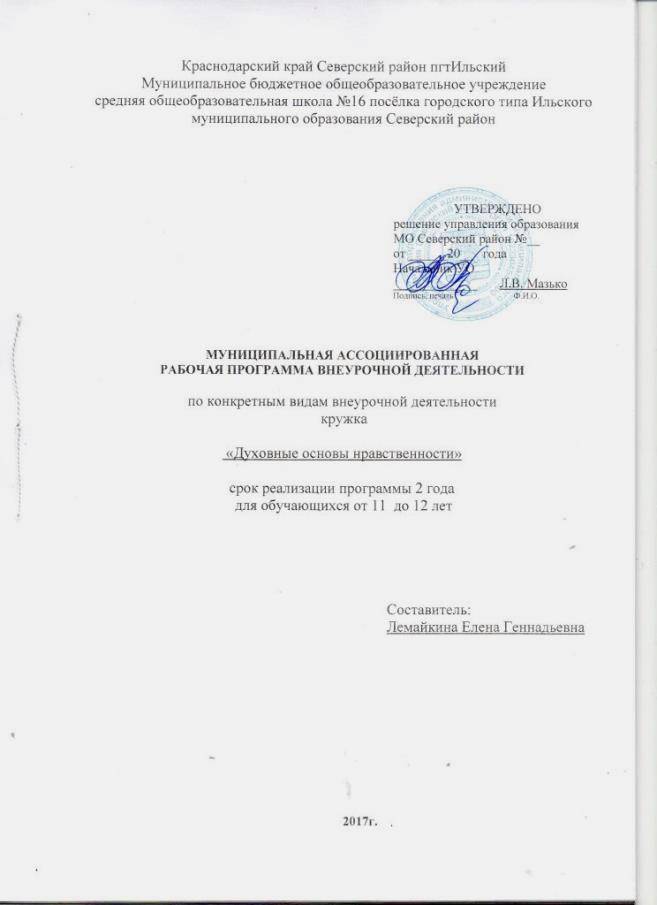 Краснодарский край Северский район пгтИльский
Муниципальное бюджетное общеобразовательное учреждение
средняя общеобразовательная школа №16 посёлка городского типа Ильского
муниципального образования Северский район
УТВЕРЖДЕНО
решение управления образования
МО Северский район №__
от 20 года
Начальник УО
Л.В. Мазько
Подпись, печать Ф.И.О.
МУНИЦИПАЛЬНАЯ АССОЦИИРОВАННАЯ
РАБОЧАЯ ПРОГРАММА ВНЕУРОЧНОЙ ДЕЯТЕЛЬНОСТИ
по конкретным видам внеурочной деятельности
кружка
«Духовные основы нравственности»
срок реализации программы 2 года
для обучающихся от 11 до 12 лет
Составитель:
Лемайкина Елена Геннадьевна
2017г.